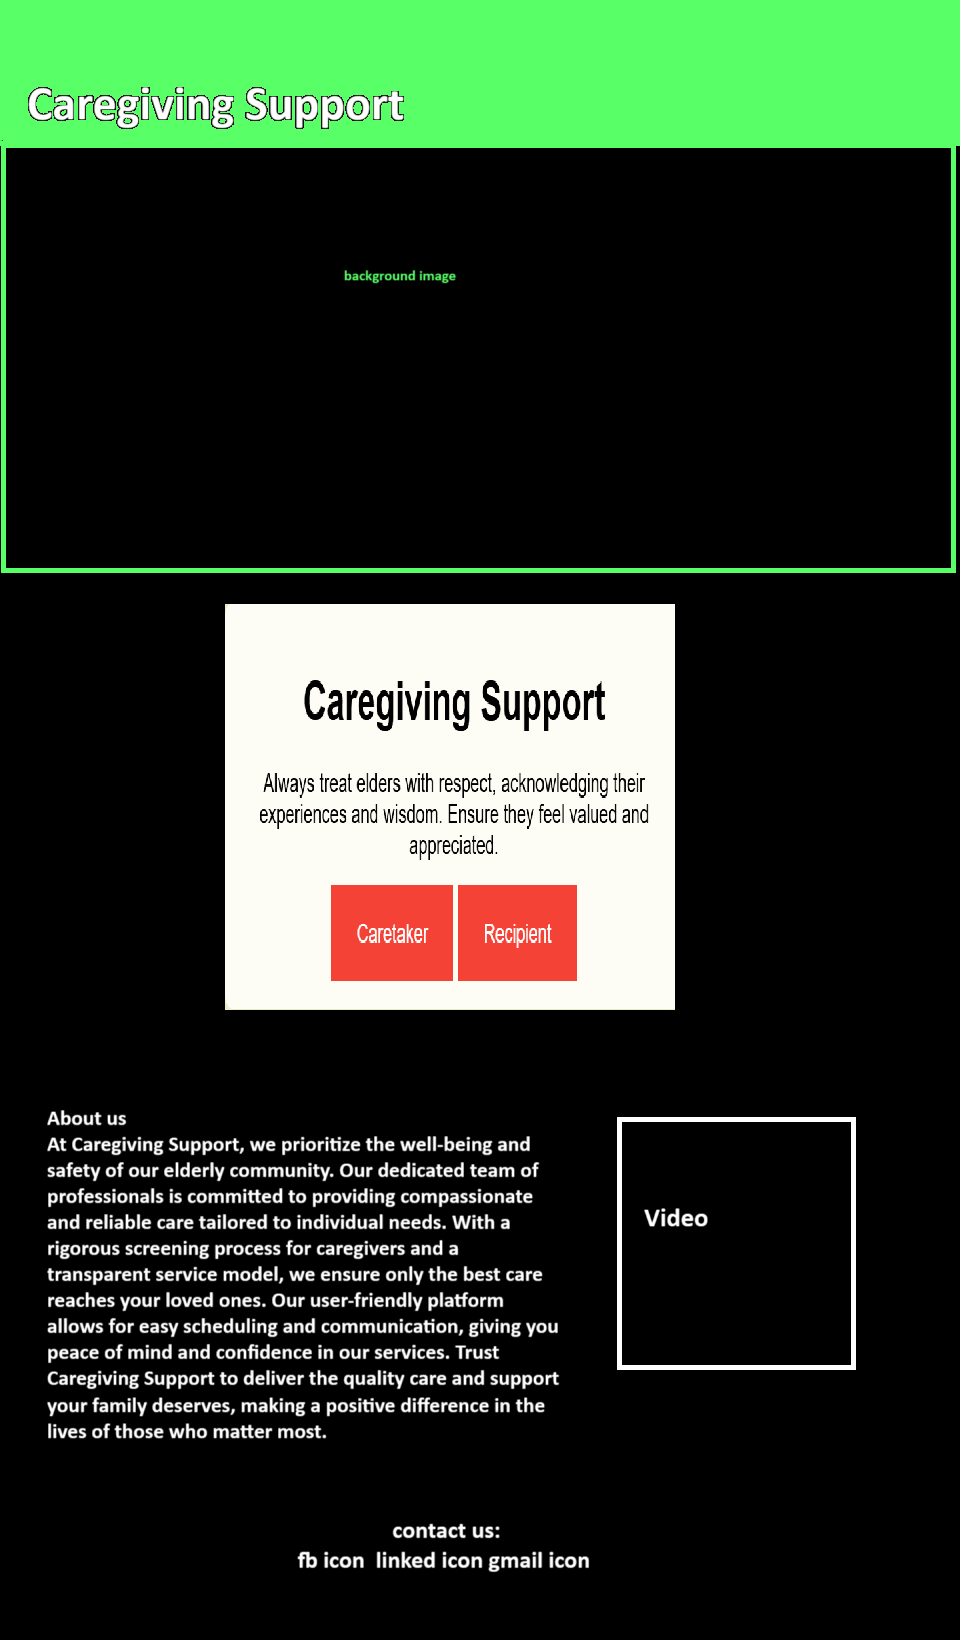 Caregiving Support
background image
Caregiving Support
Always treat elders with respect, acknowledging their
experiences and wisdom. Ensure they feel valued and
appreciated.
Caretaker Recipient
About us
At Caregiving Support, we prioritize the well-being and
safety of our elderly community. Our dedicated team of
professionals is committed to providing compassionate
and reliable care tailored to individual needs. With a
rigorous screening process for caregivers and a
transparent service model, we ensure only the best care
reaches your loved ones. Our user-friendly platform
allows for easy scheduling and communication, giving you
peace of mind and confidence in our services. Trust
Caregiving Support to deliver the quality care and support
your family deserves, making a positive difference in the
lives of those who matter most.
Video
contact us:
fb icon linked icon gmail icon